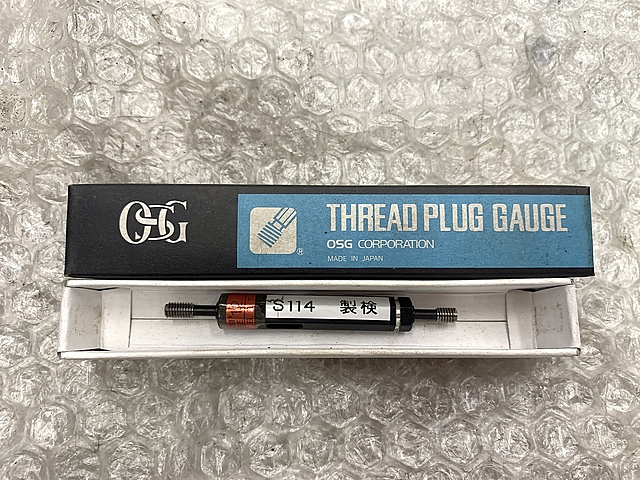 OSG
THREAD PLUG GAUGE
OSG CORPORATION
MADE IN JAPAN
®
S114 製検